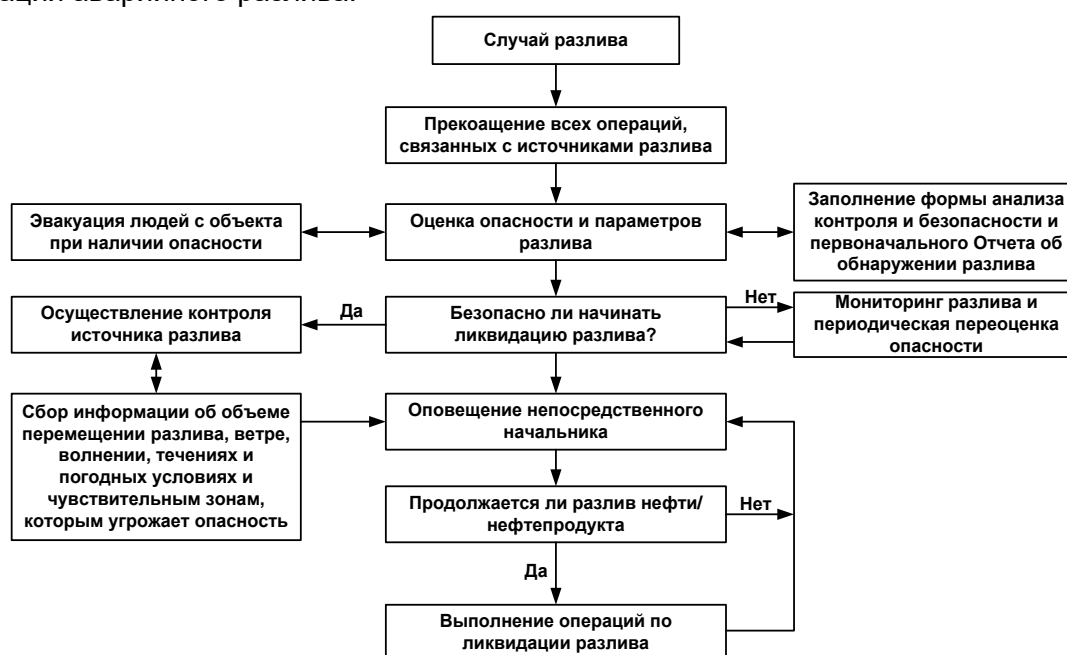 Случай разлива
Прекоащение всех операций,
связанных с источниками разлива
Эвакуация людей с объекта
при наличии опасности
Оценка опасности и параметров
разлива
Заполнение формы анализа
контроля и безопасности и
первоначального Отчета об
обнаружении разлива
Осуществление контроля
источника разлива
Да
Безопасно ли начинать
ликвидацию разлива?
Нет
Мониторинг разлива и
периодическая переоценка
опасности
Сбор информации об объеме
перемещении разлива, ветре,
волнении, течениях и
погодных условиях и
чувствительным зонам,
которым угрожает опасность
Оповещение непосредственного
начальника
Продолжается ли разлив нефти/
нефтепродукта
Нет
Да
Выполнение операций по
ликвидации разлива